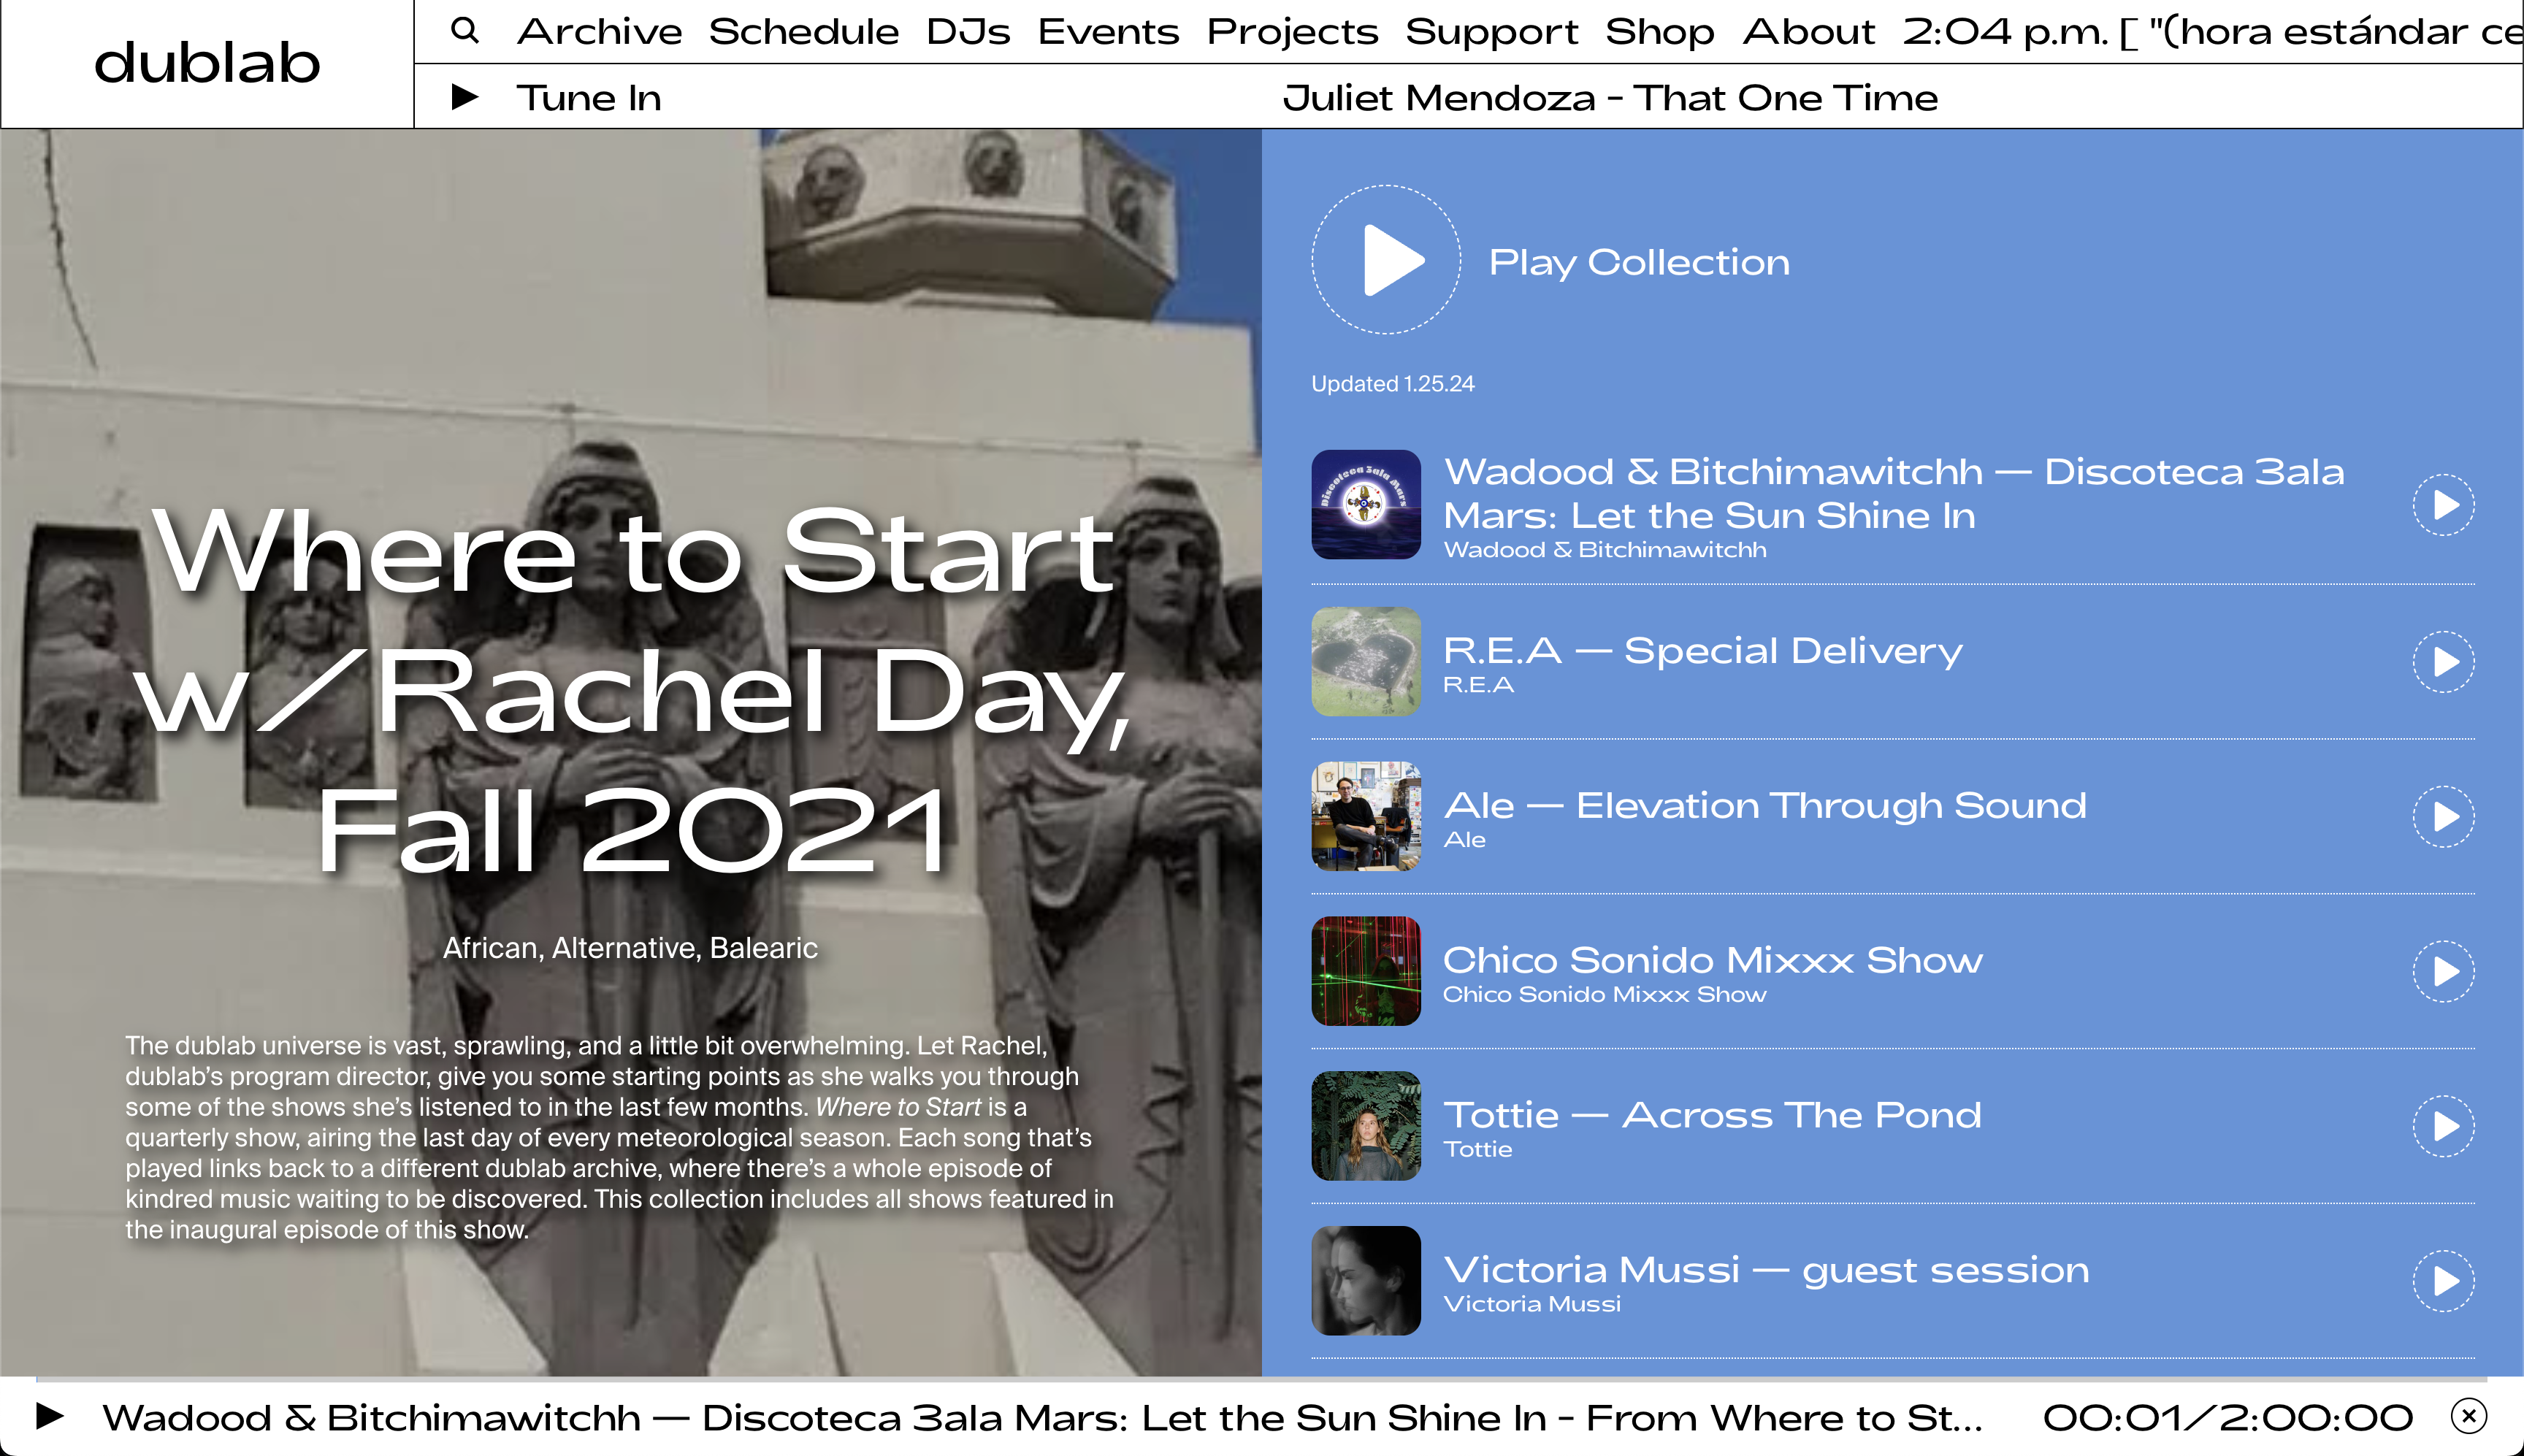 dublab
Archive Schedule DJs Events Projects Support Shop About 2:04 p.m. [ "(hora estándar ce
Tune In
Juliet Mendoza - That One Time
Where to Start
w/Rachel Day,
Fall 2021
African, Alternative, Balearic
The dublab universe is vast, sprawling, and a little bit overwhelming. Let Rachel,
dublab’s program director, give you some starting points as she walks you through
some of the shows she’s listened to in the last few months. Where to Start is a
quarterly show, airing the last day of every meteorological season. Each song that’s
played links back to a different dublab archive, where there’s a whole episode of
kindred music waiting to be discovered. This collection includes all shows featured in
the inaugural episode of this show.
Play Collection
Updated 1.25.24
Discoteca 3ala Mars
Wadood & Bitchimawitchh — Discoteca 3ala
Mars: Let the Sun Shine In
Wadood & Bitchimawitchh
R.E.A — Special Delivery
R.E.A
Ale — Elevation Through Sound
Ale
Chico Sonido Mixxx Show
Chico Sonido Mixxx Show
Tottie — Across The Pond
Tottie
Victoria Mussi — guest session
Victoria Mussi
Wadood & Bitchimawitchh — Discoteca 3ala Mars: Let the Sun Shine In - From Where to St...
00:01/2:00:00